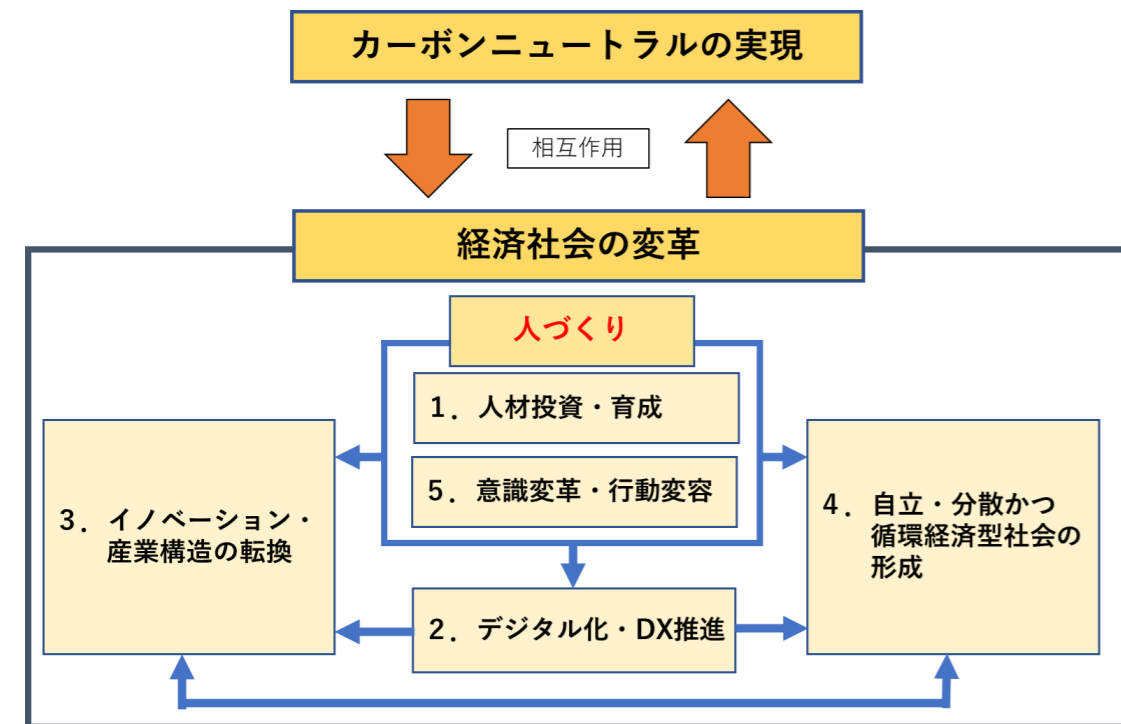 カーボンニュートラルの実現
相互作用
経済社会の変革
人づくり
1．人材投資・育成
5．意識変革・行動変容
3．イノベーション・
産業構造の転換
4．自立・分散かつ
循環経済型社会の
形成
2．デジタル化・DX推進